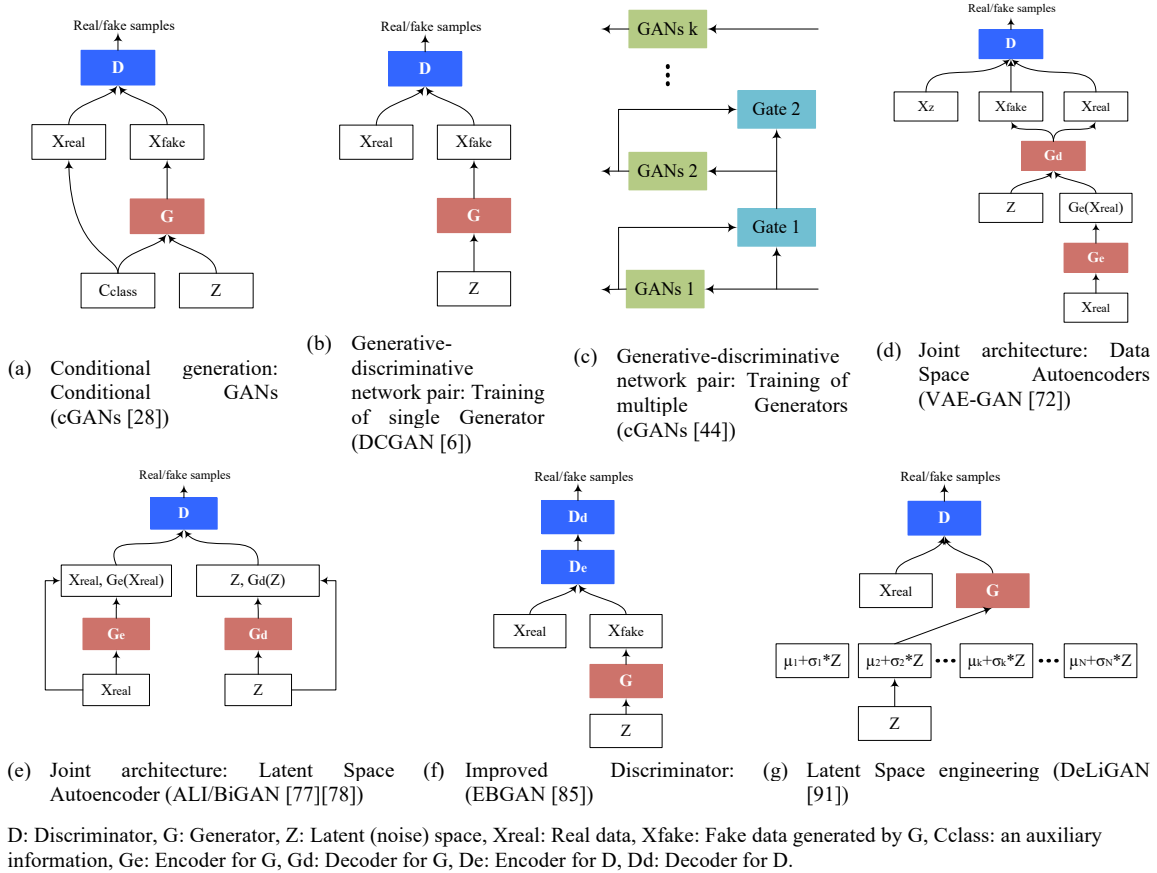 Real/fake samples
D
Xreal
Xfake
G
Cclass
Z
(a) Conditional generation:
Conditional GANs
(cGANs [28])
Real/fake samples
D
Xreal
Xfake
G
Z
(b) Generative-
discriminative
network pair: Training
of single Generator
(DCGAN [6])
GANs k
Gate 2
GANs 2
Gate 1
GANs 1
(c) Generative-discriminative
network pair: Training of
multiple Generators
(cGANs [44])
Real/fake samples
D
Xz
Xfake
Xreal
Gd
Z
Ge(Xreal)
Ge
Xreal
(d) Joint architecture: Data
Space Autoencoders
(VAE-GAN [72])
Real/fake samples
D
Xreal, Ge(Xreal)
Z, Gd(Z)
Ge
Gd
Xreal
Z
(e) Joint architecture: Latent Space
Autoencoder (ALI/BiGAN [77][78])
Real/fake samples
Dd
De
Xreal
Xfake
G
Z
(f) Improved Discriminator:
(EBGAN [85])
Real/fake samples
D
Xreal
G
μ1+σ1*Z
μ2+σ2*Z
μk+σk*Z
μN+σN*Z
Z
(g) Latent Space engineering (DeLiGAN
[91])
D: Discriminator, G: Generator, Z: Latent (noise) space, Xreal: Real data, Xfake: Fake data generated by G, Cclass: an auxiliary
information, Ge: Encoder for G, Gd: Decoder for G, De: Encoder for D, Dd: Decoder for D.